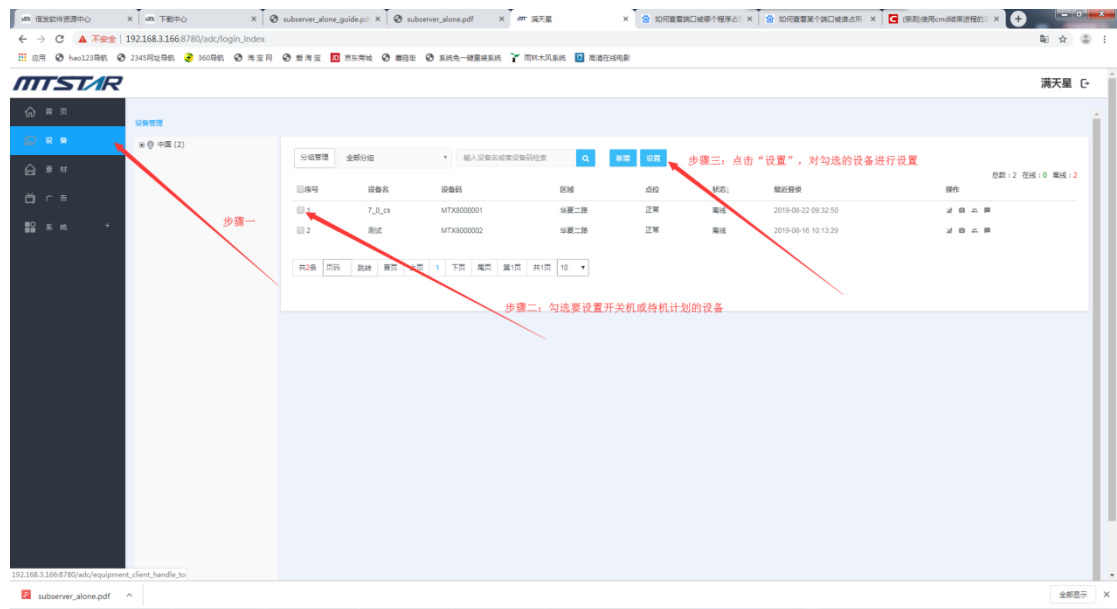 信发软件资源中心
下载中心
subserver_alone_guide.pd
subserver_alone.pdf
满天星
如何查看端口被哪个程序占
如何查看某个端口被谁占用
(亲测)使用cmd结束进程的
不安全 | 192.168.3.166:8780/adc/login_index
应用 hao123导航 2345网址导航 360导航 淘宝网 爱淘宝 京东商城 蘑菇街 系统兔一键重装系统 雨林木风系统 高清在线电影
MTSTAR
满天星
首页
设备管理
设备
中国 (2)
分组管理 全部分组 输入设备名或者设备码检索 新增 设置
步骤三：点击“设置”，对勾选的设备进行设置
素材
总数：2 在线：0 离线：2
序号 设备名 设备码 区域 点位 状态↓ 最近登录 操作
广告
1 7_0_cs MTX8000001 华夏二路 正常 离线 2019-08-22 09:32:50
步骤一
系统 +
2 测试 MTX8000002 华夏二路 正常 离线 2019-08-16 10:13:29
共2条 页码 跳转 首页 上页 1 下页 尾页 第1页 共1页 10
步骤二：勾选要设置开关机或待机计划的设备
192.168.3.166:8780/adc/equipment_client_handle_to
subserver_alone.pdf
全部显示